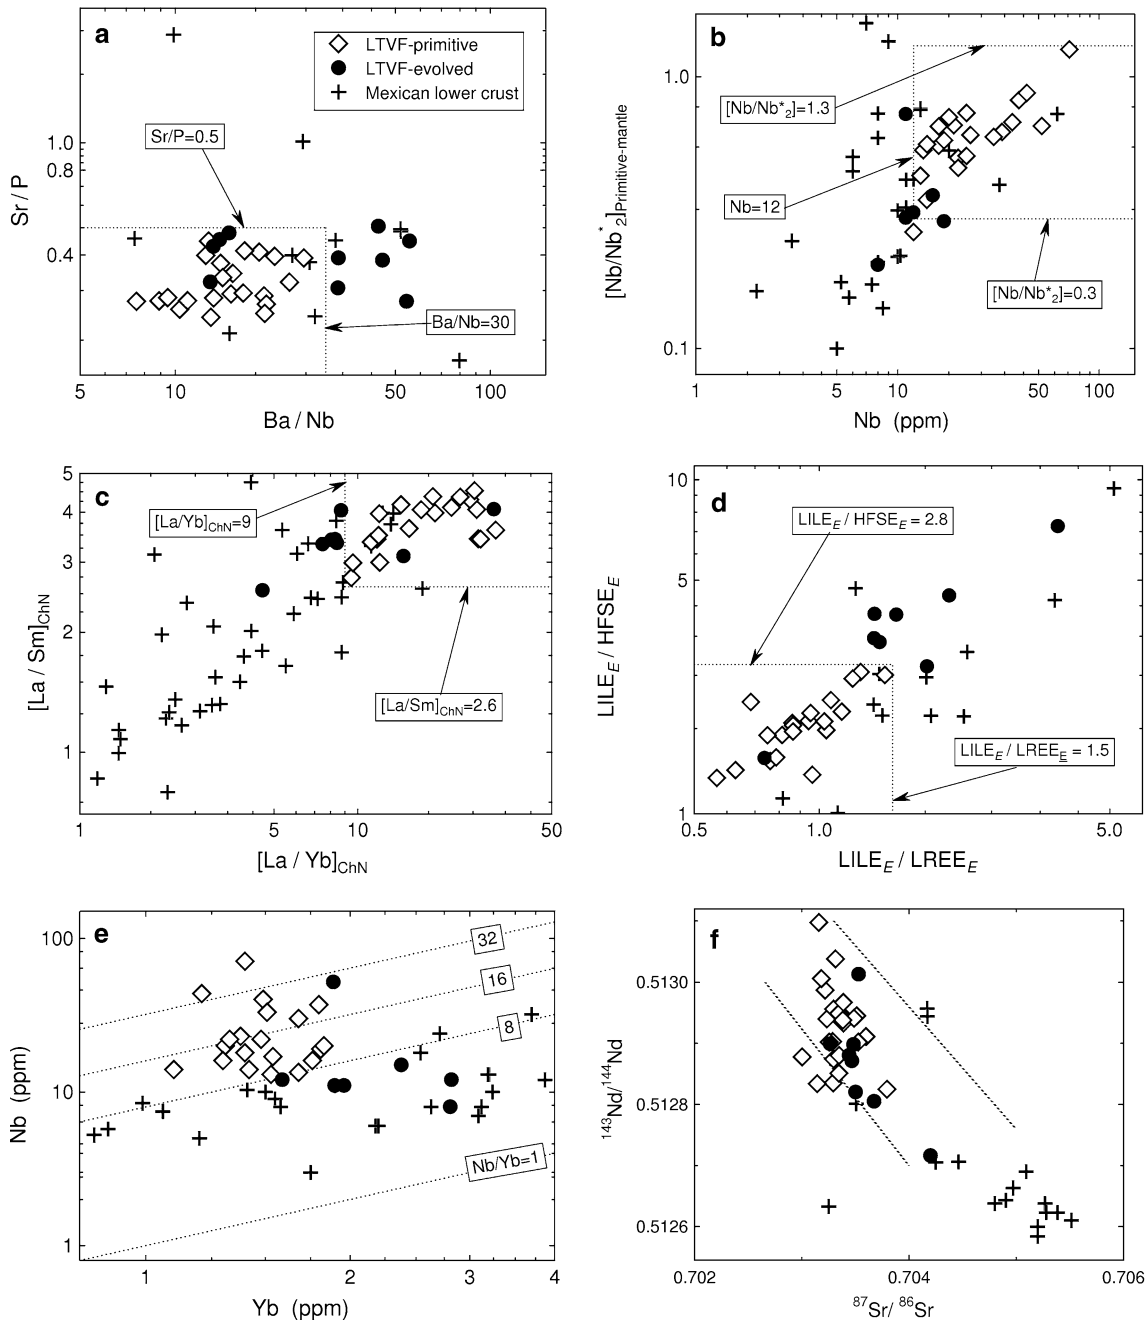 a
LTVF-primitive
LTVF-evolved
Mexican lower crust
Sr/P=0.5
Ba/Nb=30
1.0
0.8
0.4
Sr / P
5
10
50
100
Ba / Nb
b
[Nb/Nb*2]=1.3
Nb=12
[Nb/Nb*2]=0.3
1.0
0.1
[Nb/Nb*2]Primitive-mantle
1
5
10
50
100
Nb (ppm)
c
[La/Yb]ChN=9
[La/Sm]ChN=2.6
5
4
3
2
1
[La / Sm]ChN
1
5
10
50
[La / Yb]ChN
d
LILEE / HFSEE = 2.8
LILEE / LREEE = 1.5
10
5
1
LILEE / HFSEE
0.5
1.0
5.0
LILEE / LREEE
e
32
16
8
Nb/Yb=1
100
10
1
Nb (ppm)
1
2
3
4
Yb (ppm)
f
0.5130
0.5128
0.5126
143Nd/144Nd
0.702
0.704
0.706
87Sr/ 86Sr